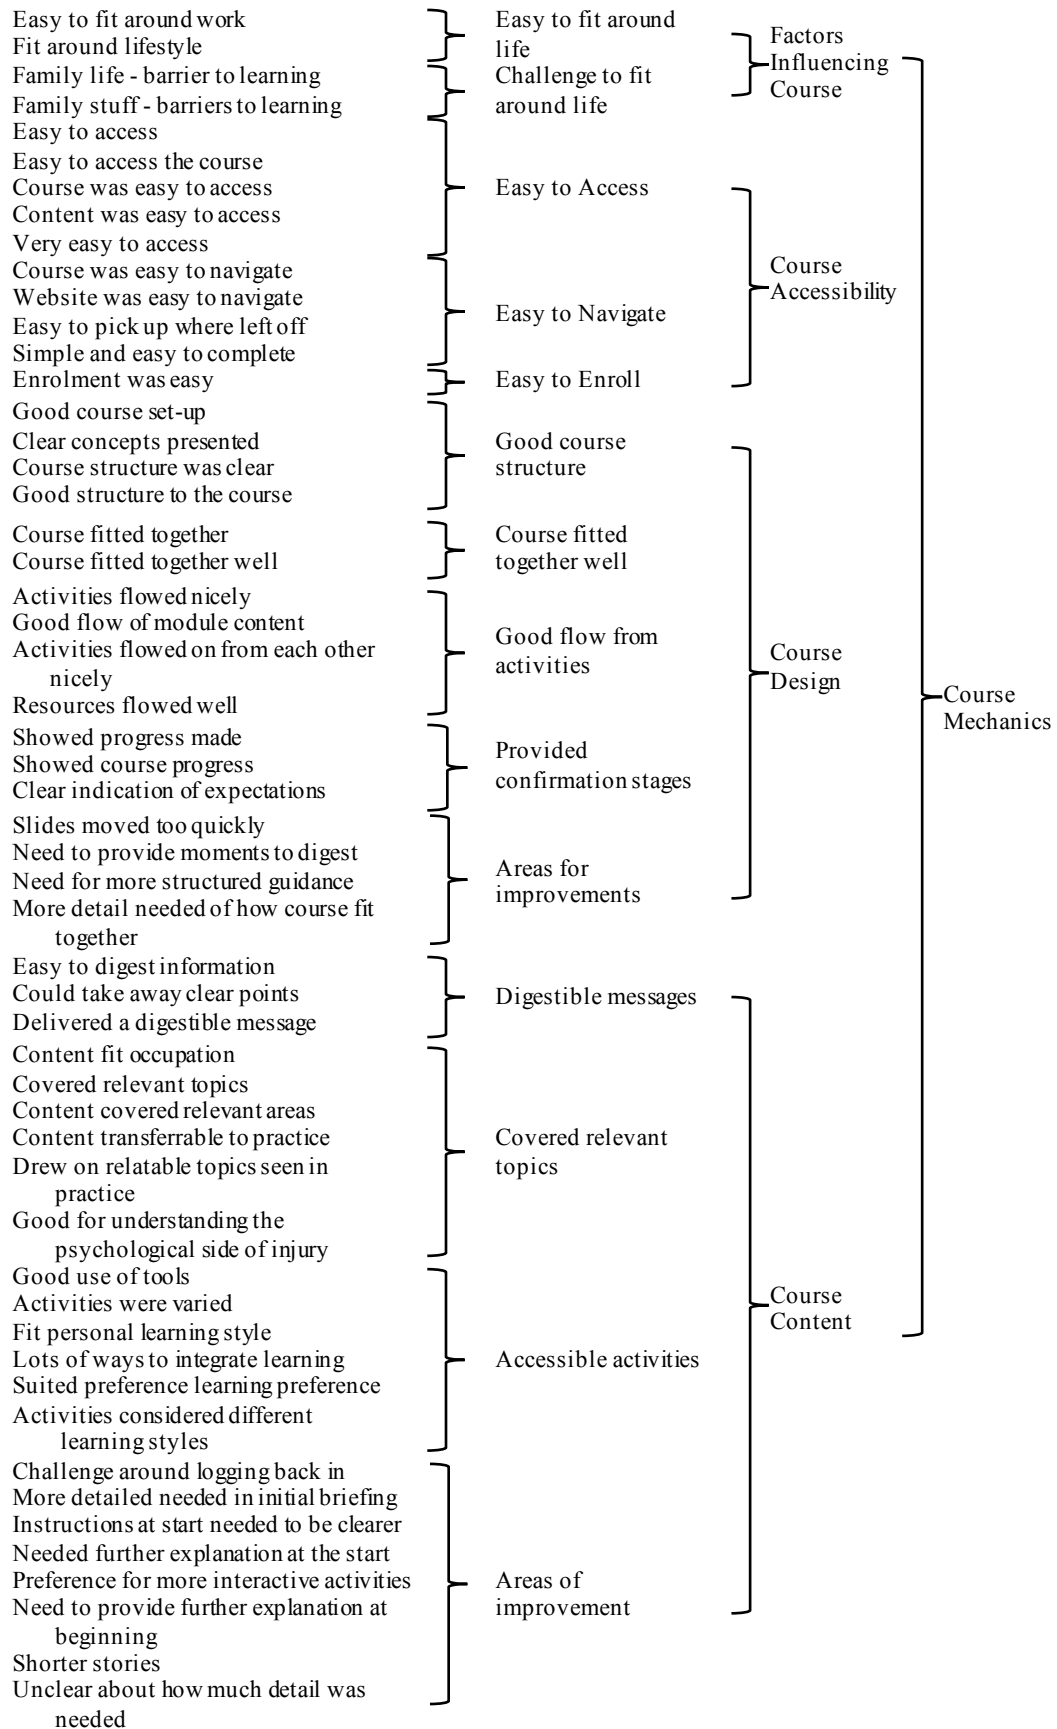 Easy to fit around work
Fit around lifestyle
Family life - barrier to learning
Family stuff - barriers to learning
Easy to access
Easy to access the course
Course was easy to access
Content was easy to access
Very easy to access
Course was easy to navigate
Website was easy to navigate
Easy to pick up where left off
Simple and easy to complete
Enrolment was easy
Good course set-up
Clear concepts presented
Course structure was clear
Good structure to the course
Course fitted together
Course fitted together well
Activities flowed nicely
Good flow of module content
Activities flowed on from each other
nicely
Resources flowed well
Showed progress made
Showed course progress
Clear indication of expectations
Slides moved too quickly
Need to provide moments to digest
Need for more structured guidance
More detail needed of how course fit
together
Easy to digest information
Could take away clear points
Delivered a digestible message
Content fit occupation
Covered relevant topics
Content covered relevant areas
Content transferrable to practice
Drew on relatable topics seen in
practice
Good for understanding the
psychological side of injury
Good use of tools
Activities were varied
Fit personal learning style
Lots of ways to integrate learning
Suited preference learning preference
Activities considered different
learning styles
Challenge around logging back in
More detailed needed in initial briefing
Instructions at start needed to be clearer
Needed further explanation at the start
Preference for more interactive activities
Need to provide further explanation at
beginning
Shorter stories
Unclear about how much detail was
needed
Easy to fit around
life
Challenge to fit
around life
Easy to Access
Easy to Navigate
Easy to Enroll
Good course
structure
Course fitted
together well
Good flow from
activities
Provided
confirmation stages
Areas for
improvements
Digestible messages
Covered relevant
topics
Accessible activities
Areas of
improvement
Factors
Influencing
Course
Course
Accessibility
Course
Design
Course
Content
Course
Mechanics